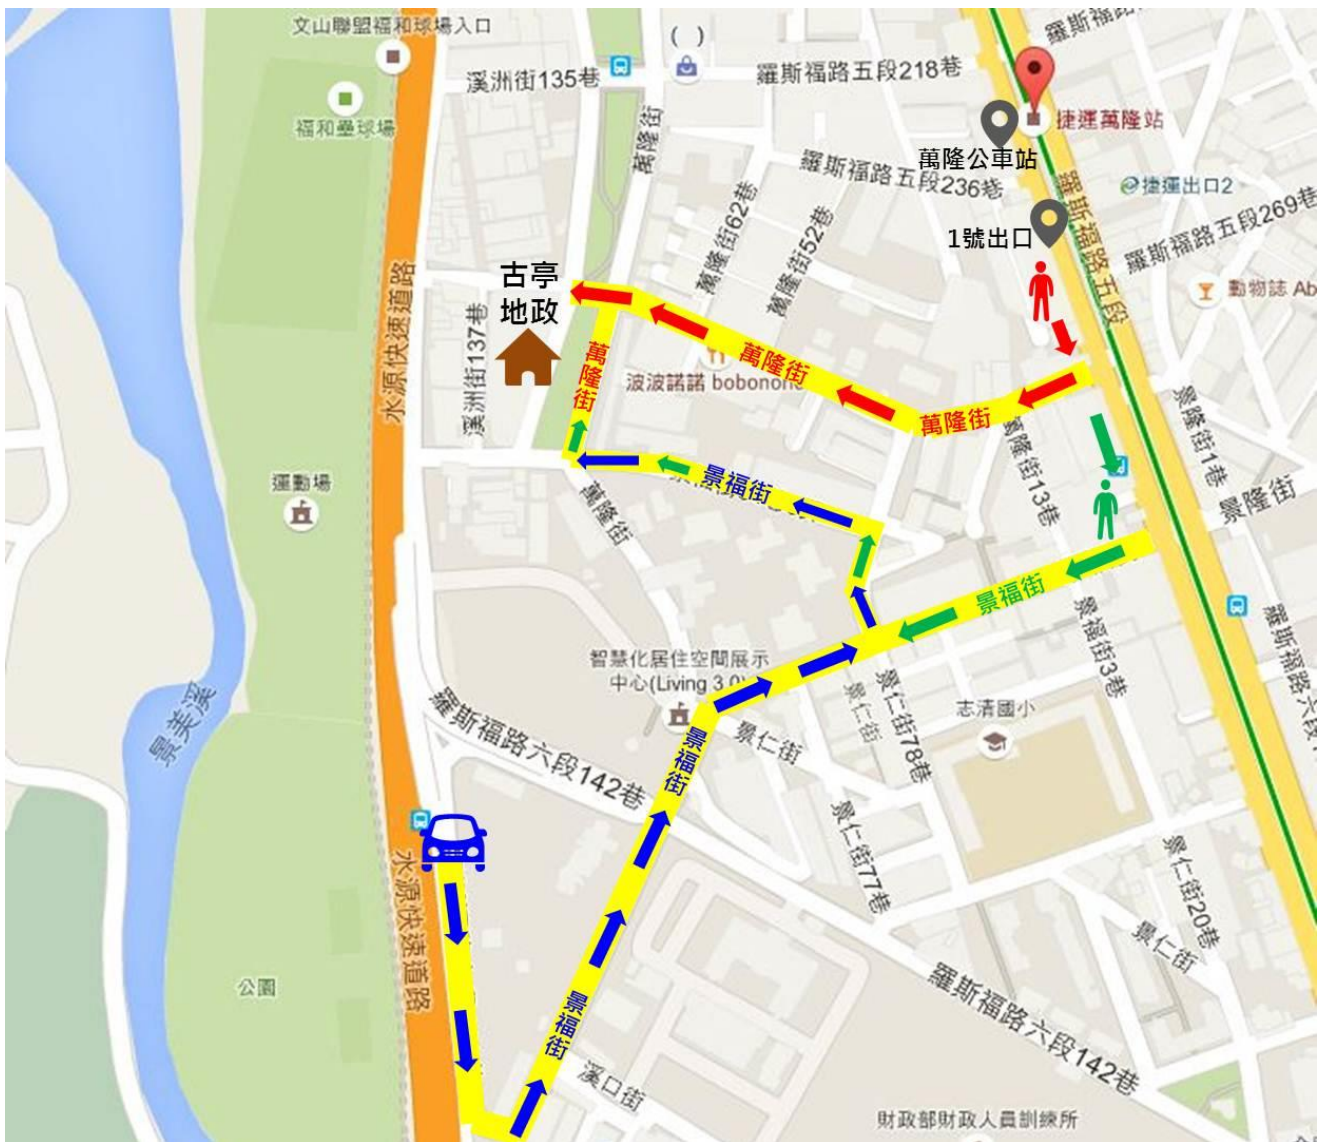 文山聯盟福和球場入口
( )
溪洲街135巷
羅斯福路五段218巷
福和壘球場
捷運萬隆站
萬隆街
萬隆公車站
羅斯福路五段236巷
捷運出口2
羅斯福路五段
羅斯福路五段269巷
1號出口
萬隆街62巷
萬隆街52巷
古亭
地政
水源快速道路
動物誌 Ab
溪洲街137巷
萬隆街
萬隆街
波波諾諾 bobonono
萬隆街
景隆街1巷
萬隆街13巷
景隆街
景福街
運動場
萬隆街
景福街
景福街3巷
羅斯福路六段
智慧化居住空間展示
中心(Living 3.0)
景美溪
景仁街
景仁街78巷
志清國小
羅斯福路六段142巷
景福街
景仁街
景仁街77巷
景仁街20巷
水源快速道路
景仁街
公園
景福街
羅斯福路六段142巷
溪口街
財政部財政人員訓練所